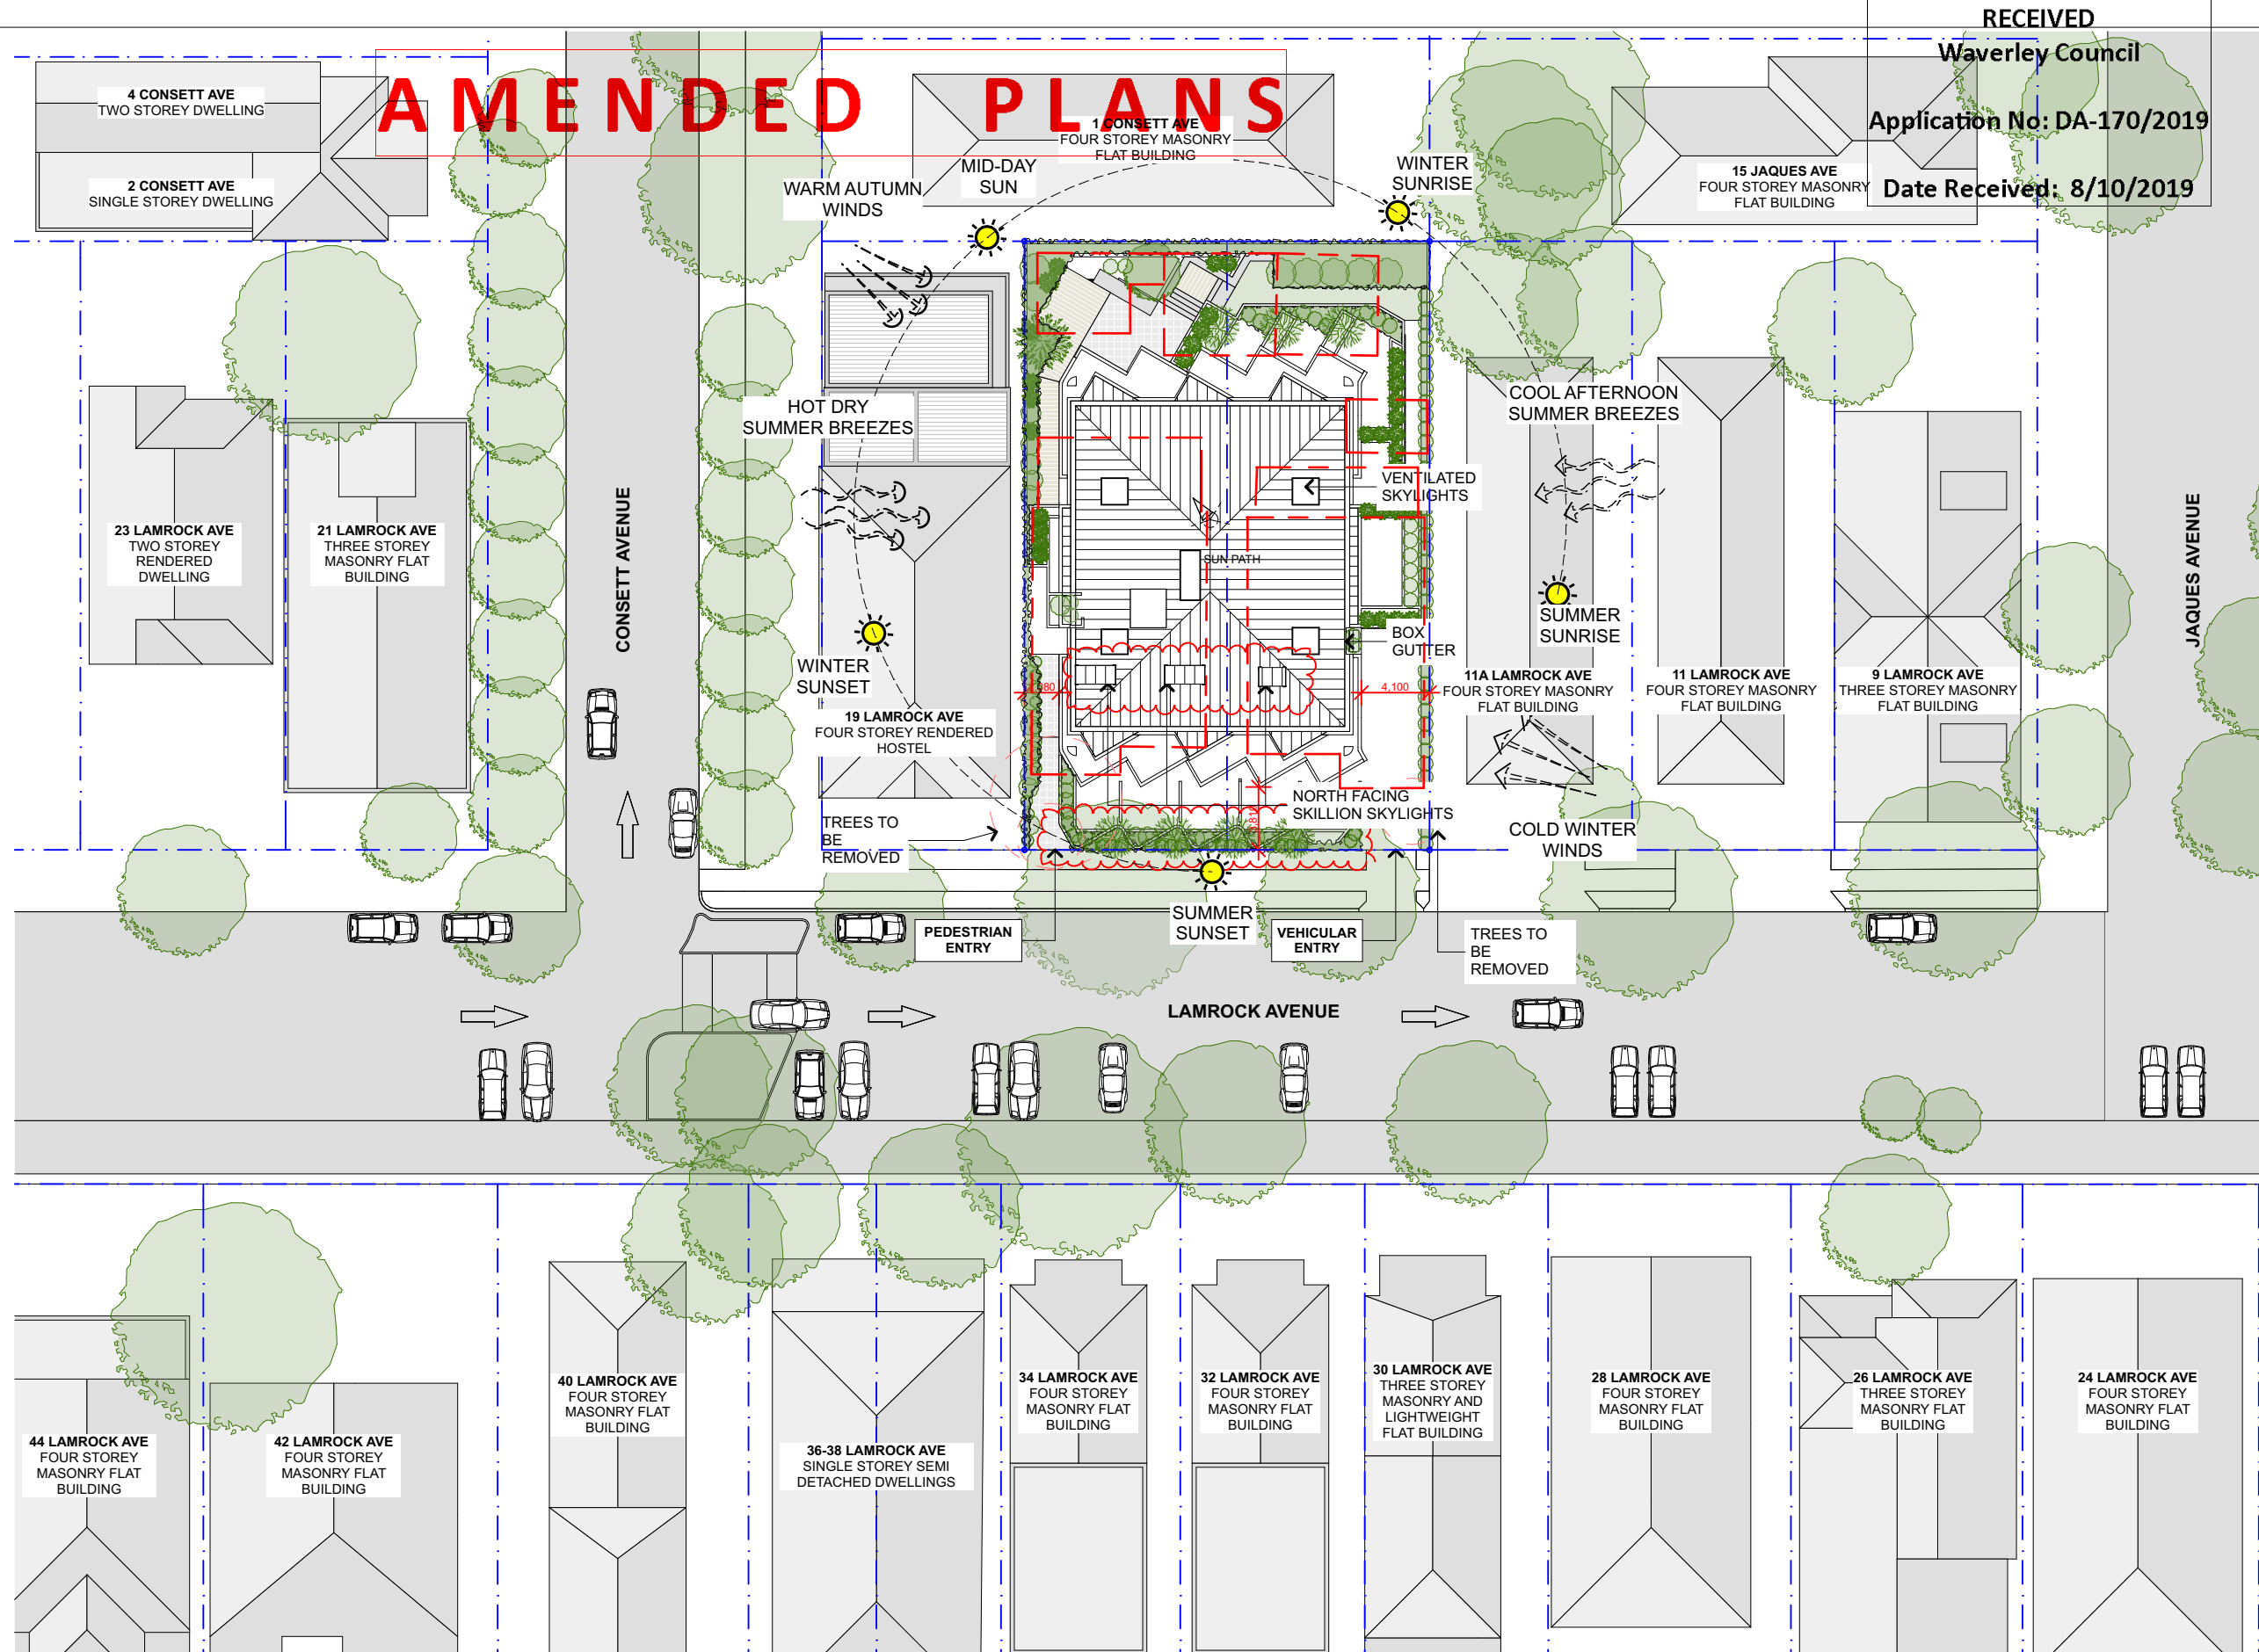 RECEIVED
Waverley Council
Application No: DA-170/2019
Date Received: 8/10/2019
AMENDED PLANS
4 CONSETT AVE
TWO STOREY DWELLING
2 CONSETT AVE
SINGLE STOREY DWELLING
1 CONSETT AVE
FOUR STOREY MASONRY
FLAT BUILDING
15 JAQUES AVE
FOUR STOREY MASONRY
FLAT BUILDING
WARM AUTUMN
WINDS
MID-DAY
SUN
WINTER
SUNRISE
HOT DRY
SUMMER BREEZES
COOL AFTERNOON
SUMMER BREEZES
VENTILATED
SKYLIGHTS
SUN PATH
23 LAMROCK AVE
TWO STOREY
RENDERED
DWELLING
21 LAMROCK AVE
THREE STOREY
MASONRY FLAT
BUILDING
CONSETT AVENUE
JAQUES AVENUE
SUMMER
SUNRISE
BOX
GUTTER
WINTER
SUNSET
4,100
19 LAMROCK AVE
FOUR STOREY RENDERED
HOSTEL
11A LAMROCK AVE
FOUR STOREY MASONRY
FLAT BUILDING
11 LAMROCK AVE
FOUR STOREY MASONRY
FLAT BUILDING
9 LAMROCK AVE
THREE STOREY MASONRY
FLAT BUILDING
NORTH FACING
SKILLION SKYLIGHTS
TREES TO
BE
REMOVED
COLD WINTER
WINDS
SUMMER
SUNSET
PEDESTRIAN
ENTRY
VEHICULAR
ENTRY
TREES TO
BE
REMOVED
LAMROCK AVENUE
44 LAMROCK AVE
FOUR STOREY
MASONRY FLAT
BUILDING
42 LAMROCK AVE
FOUR STOREY
MASONRY FLAT
BUILDING
40 LAMROCK AVE
FOUR STOREY
MASONRY FLAT
BUILDING
36-38 LAMROCK AVE
SINGLE STOREY SEMI
DETACHED DWELLINGS
34 LAMROCK AVE
FOUR STOREY
MASONRY FLAT
BUILDING
32 LAMROCK AVE
FOUR STOREY
MASONRY FLAT
BUILDING
30 LAMROCK AVE
THREE STOREY
MASONRY AND
LIGHTWEIGHT
FLAT BUILDING
28 LAMROCK AVE
FOUR STOREY
MASONRY FLAT
BUILDING
26 LAMROCK AVE
THREE STOREY
MASONRY FLAT
BUILDING
24 LAMROCK AVE
FOUR STOREY
MASONRY FLAT
BUILDING